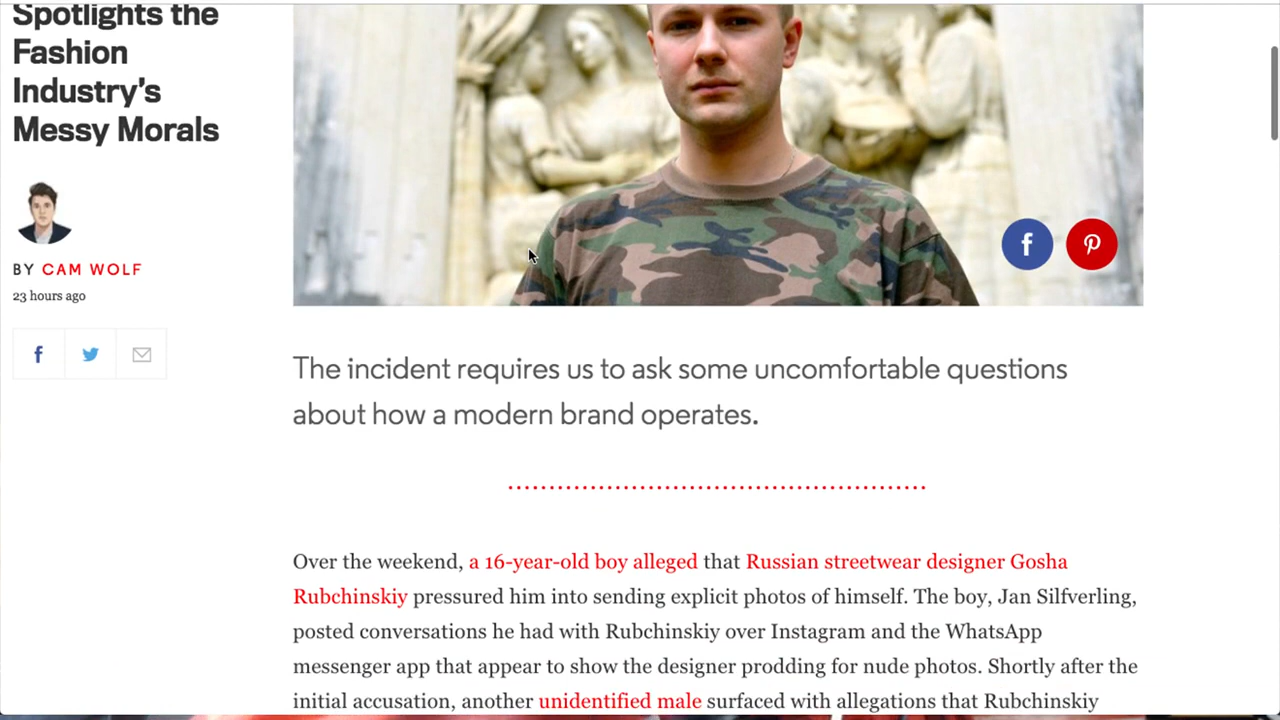 Spotlights the
Fashion
Industry's
Messy Morals
BY CAM WOLF
23 hours ago
The incident requires us to ask some uncomfortable questions
about how a modern brand operates.
Over the weekend, a 16-year-old boy alleged that Russian streetwear designer Gosha
Rubchinskiy pressured him into sending explicit photos of himself. The boy, Jan Silfverling,
posted conversations he had with Rubchinskiy over Instagram and the WhatsApp
messenger app that appear to show the designer prodding for nude photos. Shortly after the
initial accusation, another unidentified male surfaced with allegations that Rubchinskiy